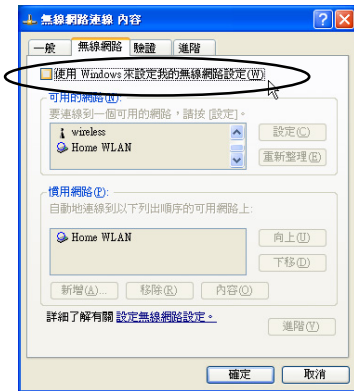 無線網路連線 內容
一般 無線網路 驗證 進階
使用 Windows 來設定我的無線網路設定(W)
可用的網路(N):
要連線到一個可用的網路，請按 [設定]。
wireless
Home WLAN
設定(C)
重新整理(R)
慣用網路(P):
自動地連線到以下列出順序的可用網路上:
Home WLAN
向上(U)
下移(D)
新增(A)... 移除(R) 內容(O)
詳細了解有關 設定無線網路設定。
進階(V)
確定 取消